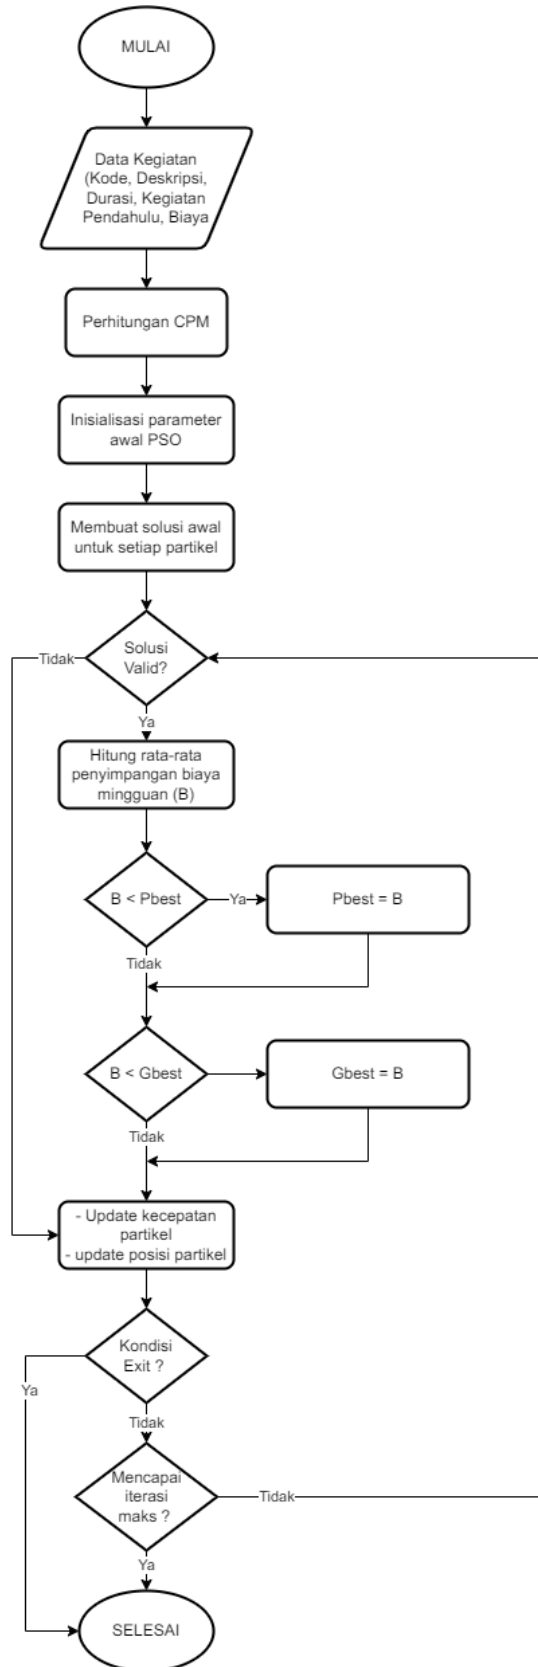 MULAI
Data Kegiatan
(Kode, Deskripsi,
Durasi, Kegiatan
Pendahulu, Biaya
Perhitungan CPM
Inisialisasi parameter
awal PSO
Membuat solusi awal
untuk setiap partikel
Solusi
Valid?
Tidak
Ya
Hitung rata-rata
penyimpangan biaya
mingguan (B)
B < Pbest
Ya
Pbest = B
Tidak
B < Gbest
Gbest = B
Tidak
- Update kecepatan
partikel
- update posisi partikel
Kondisi
Exit ?
Ya
Tidak
Mencapai
iterasi
maks ?
Tidak
Ya
SELESAI